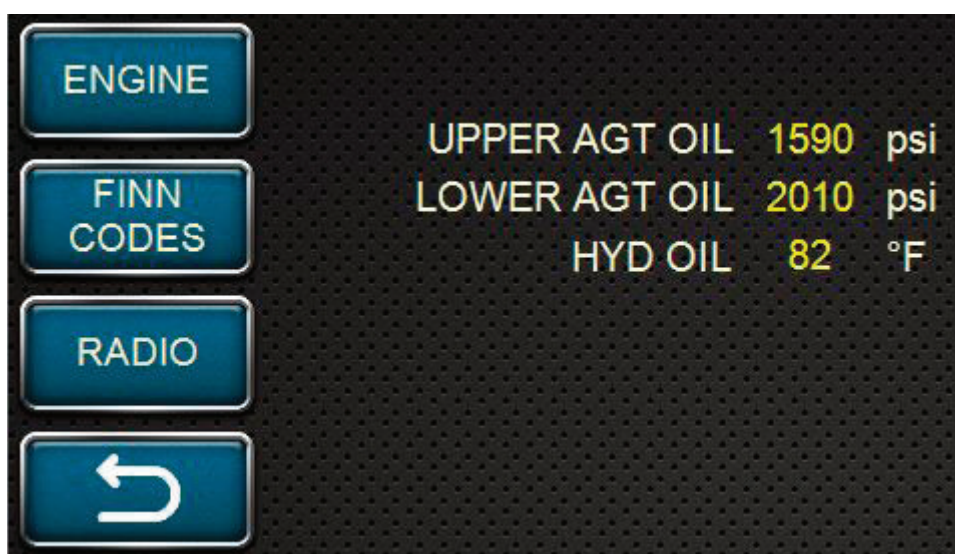 ENGINE
FINN
CODES
RADIO
UPPER AGT OIL 1590 psi
LOWER AGT OIL 2010 psi
HYD OIL 82 °F